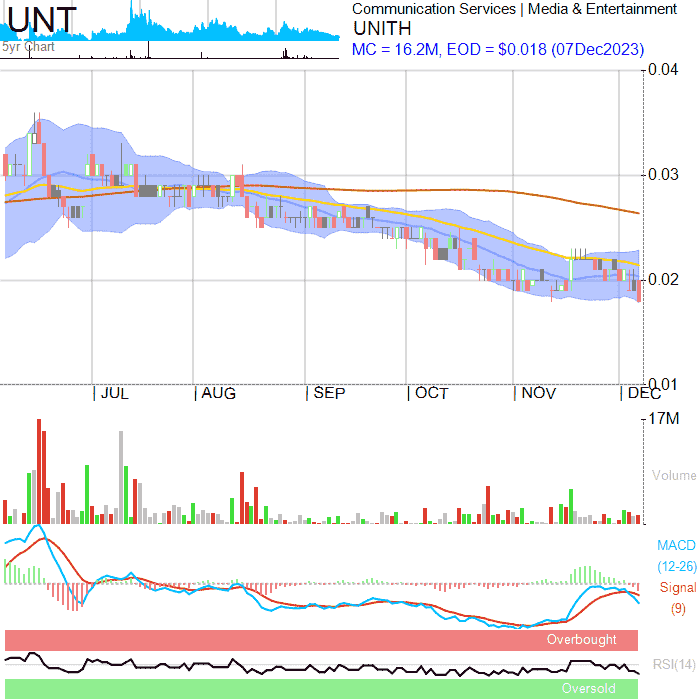 UNT
5yr Chart
Communication Services | Media & Entertainment
UNITH
MC = 16.2M, EOD = $0.018 (07Dec2023)
0.04
0.03
0.02
0.01
JUL
AUG
SEP
OCT
NOV
DEC
17M
Volume
MACD
(12-26)
Signal
(9)
Overbought
RSI(14)
Oversold